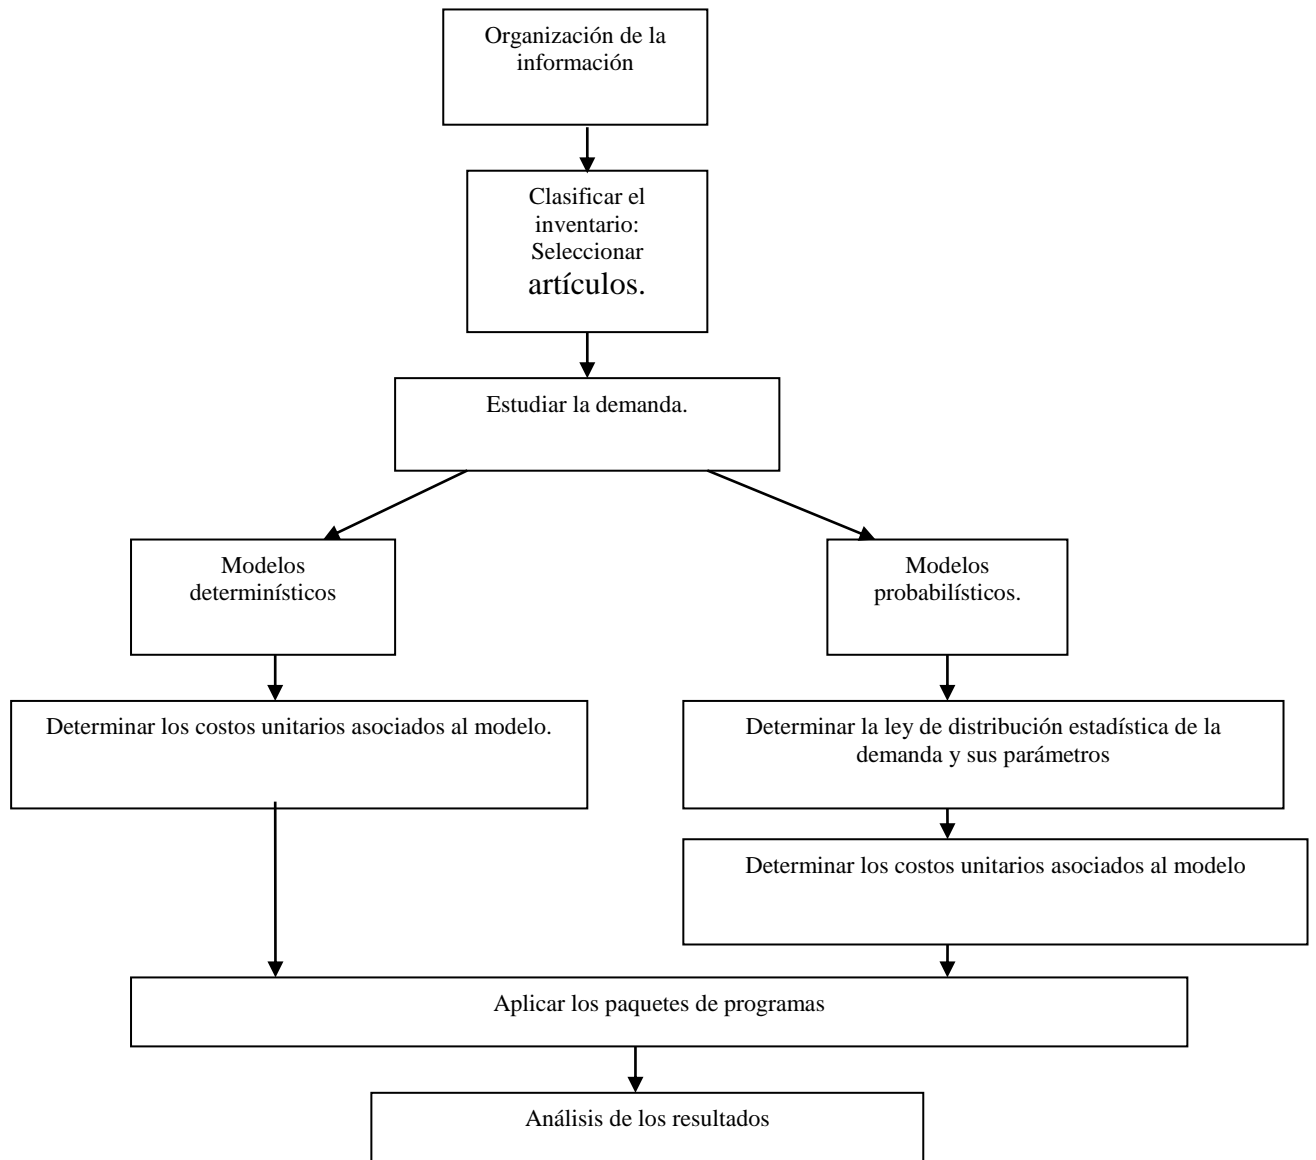 Organización de la
información
Clasificar el
inventario:
Seleccionar
artículos.
Estudiar la demanda.
Modelos
determinísticos
Modelos
probabilísticos.
Determinar los costos unitarios asociados al modelo.
Determinar la ley de distribución estadística de la
demanda y sus parámetros
Determinar los costos unitarios asociados al modelo
Aplicar los paquetes de programas
Análisis de los resultados